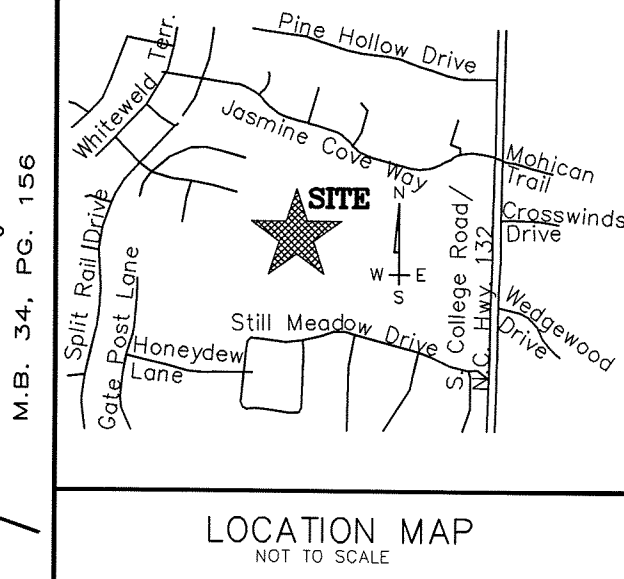 Pine Hollow Drive
Whiteweld Terr.
Jasmine Cove Way
Mohican
Trail
SITE
N
W E
S
Crosswinds
Drive
S. College Road/
N.C. Hwy 132
Split Rail Drive
Gate Post Lane
Wedgewood
Drive
Still Meadow Drive
Honeydew
Lane
M.B. 34, PG. 156
LOCATION MAP
NOT TO SCALE